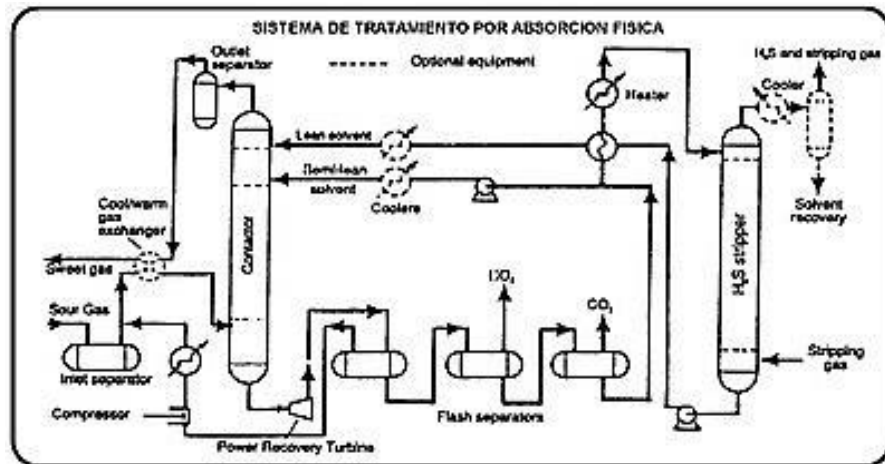 SISTEMA DE TRATAMIENTO POR ABSORCION FISICA
Outlet
separator
Optional equipment
H₂S and stripping gas
Cooler
Heater
Lean solvent
Semi-lean
solvent
Coolers
Solvent
recovery
Cool/warm
gas
exchanger
Contactor
H₂S stripper
Sweet gas
CO₂
CO₂
Sour Gas
Stripping
gas
Inlet separator
Compressor
Flash separators
Power Recovery Turbine